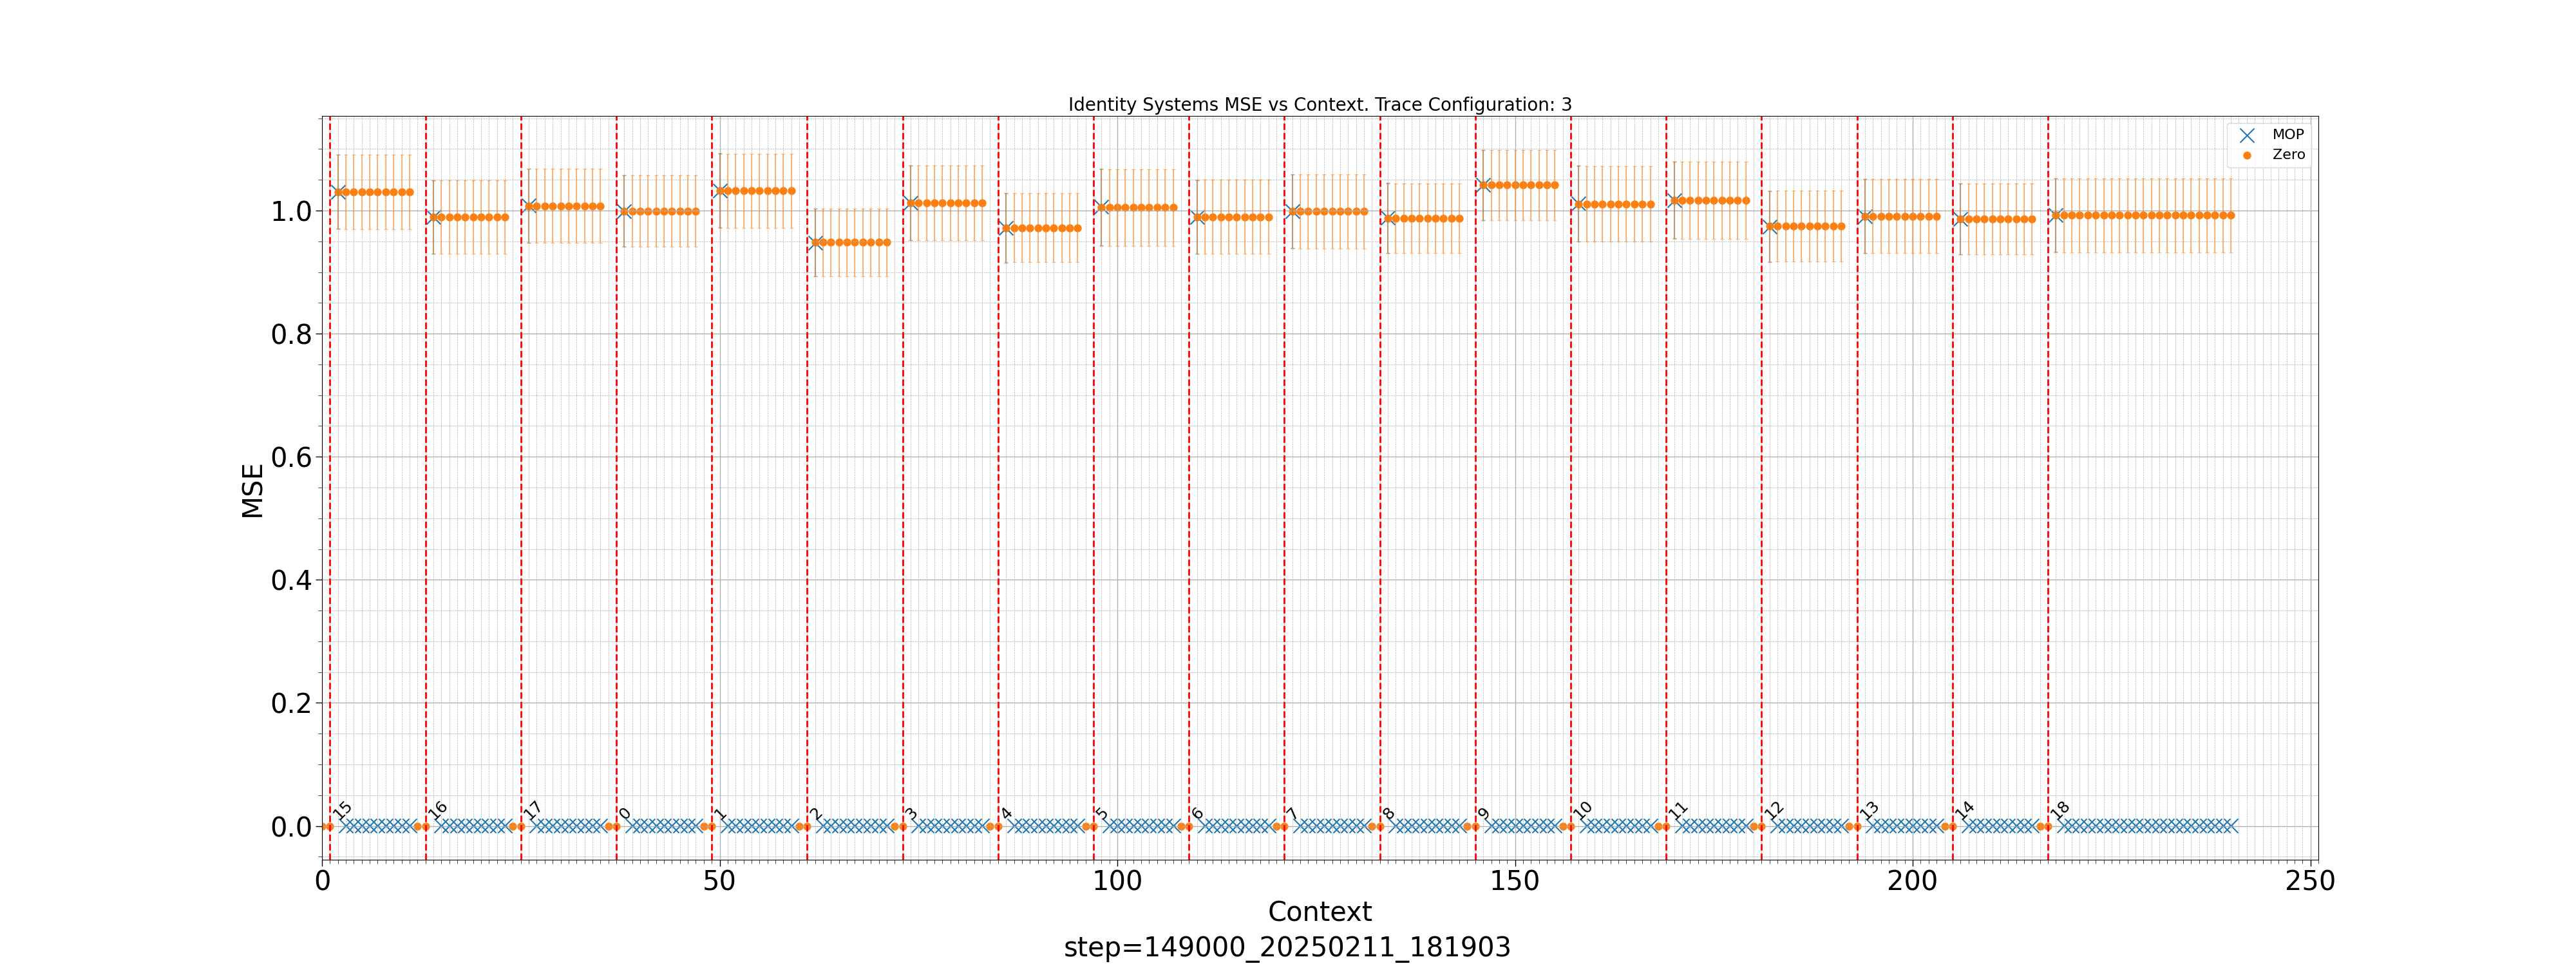 Identity Systems MSE vs Context. Trace Configuration: 3
MOP
Zero
MSE
1.0
0.8
0.6
0.4
0.2
0.0
15 16 17 0 1 2 3 4 5 6 7 8 9 10 11 12 13 14 18
0 50 100 150 200 250
Context
step=149000_20250211_181903